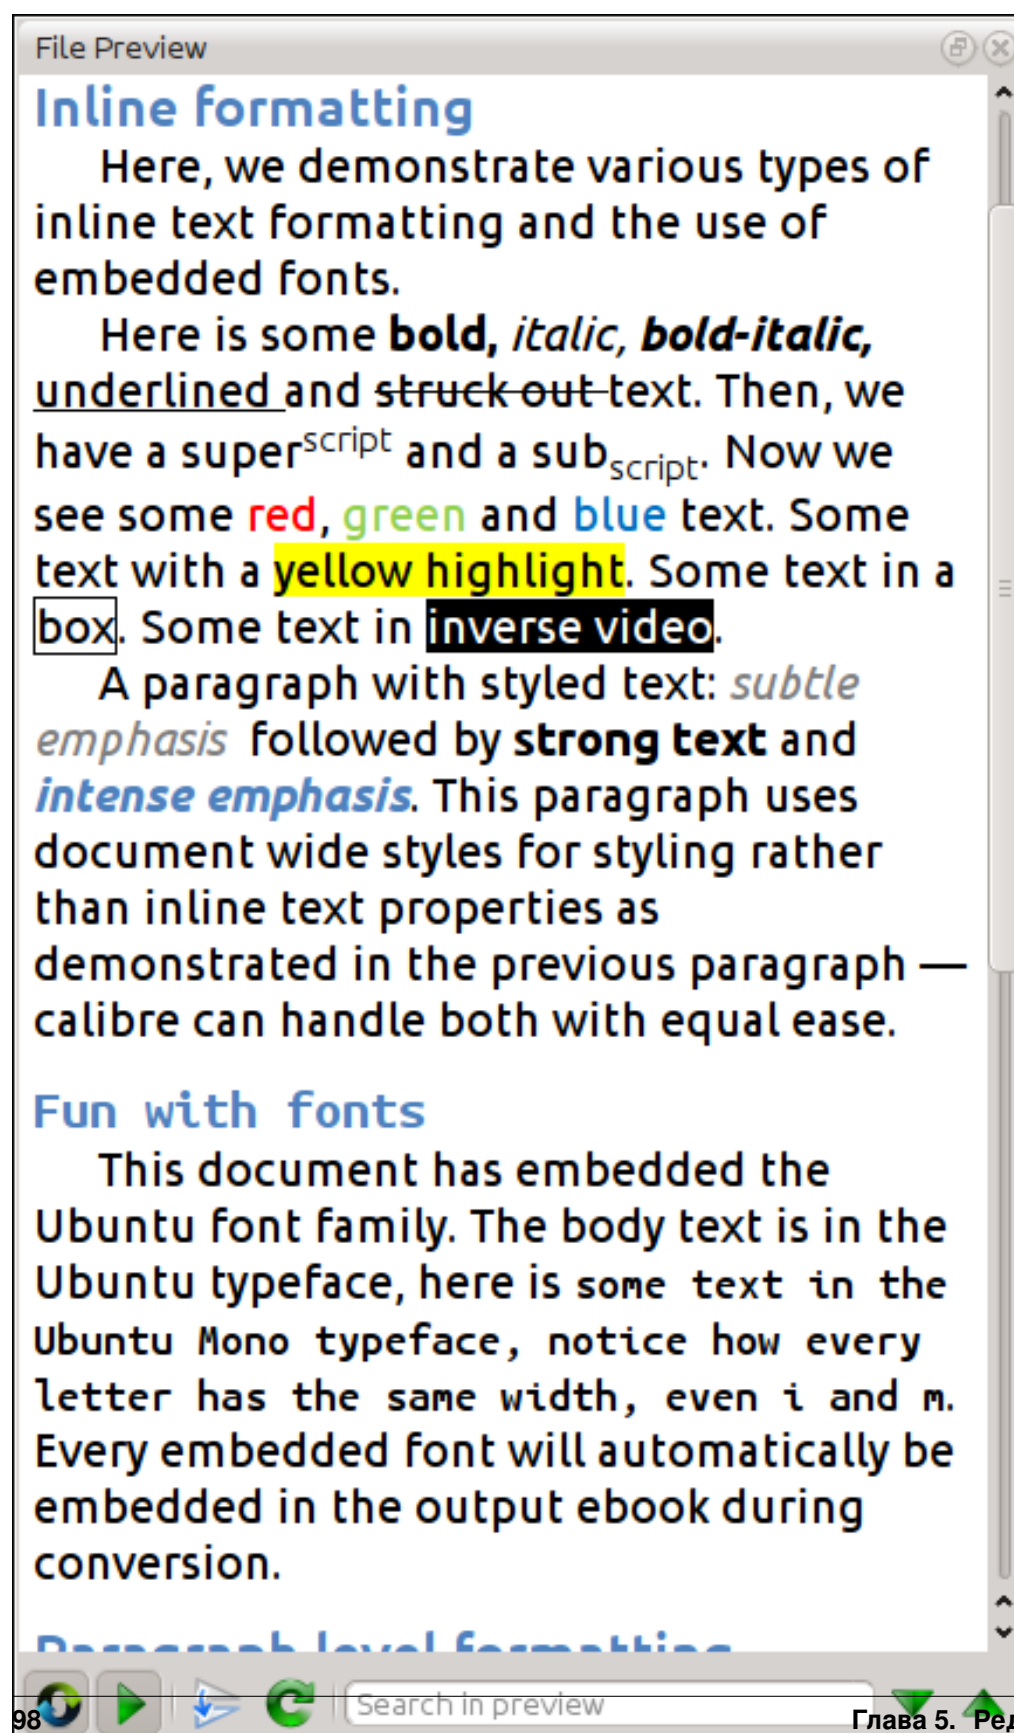 File Preview
Inline formatting
Here, we demonstrate various types of
inline text formatting and the use of
embedded fonts.
Here is some bold, italic, bold-italic,
underlined and struck out text. Then, we
have a superscript and a subscript. Now we
see some red, green and blue text. Some
text with a yellow highlight. Some text in a
box. Some text in inverse video.
A paragraph with styled text: subtle
emphasis followed by strong text and
intense emphasis. This paragraph uses
document wide styles for styling rather
than inline text properties as
demonstrated in the previous paragraph —
calibre can handle both with equal ease.
Fun with fonts
This document has embedded the
Ubuntu font family. The body text is in the
Ubuntu typeface, here is some text in the
Ubuntu Mono typeface, notice how every
letter has the same width, even i and m.
Every embedded font will automatically be
embedded in the output ebook during
conversion.
Paragraph level formatting
Search in preview
98 Глава 5. Ред